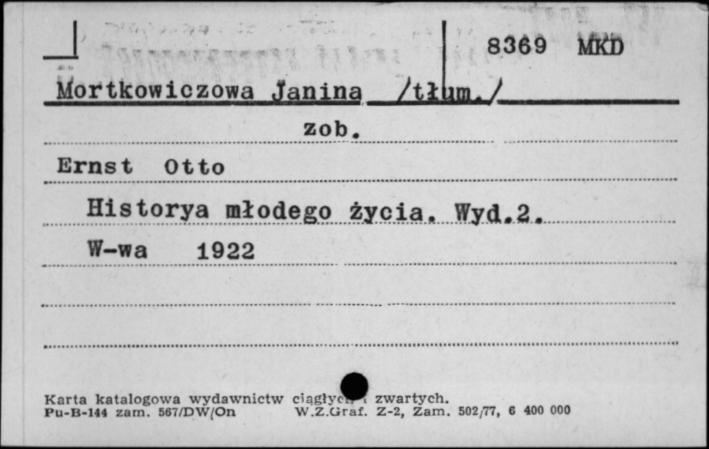 8369 MKD
Mortkowiczowa Janina /tłum./
zob.
Ernst Otto
Historya młodego życia. Wyd.2.
W-wa 1922
Karta katalogowa wydawnictw ciągłych i zwartych.
Pu-B-144 zam. 567/DW/On W.Z.Graf. Z-2, Zam. 502/77, 6 400 000